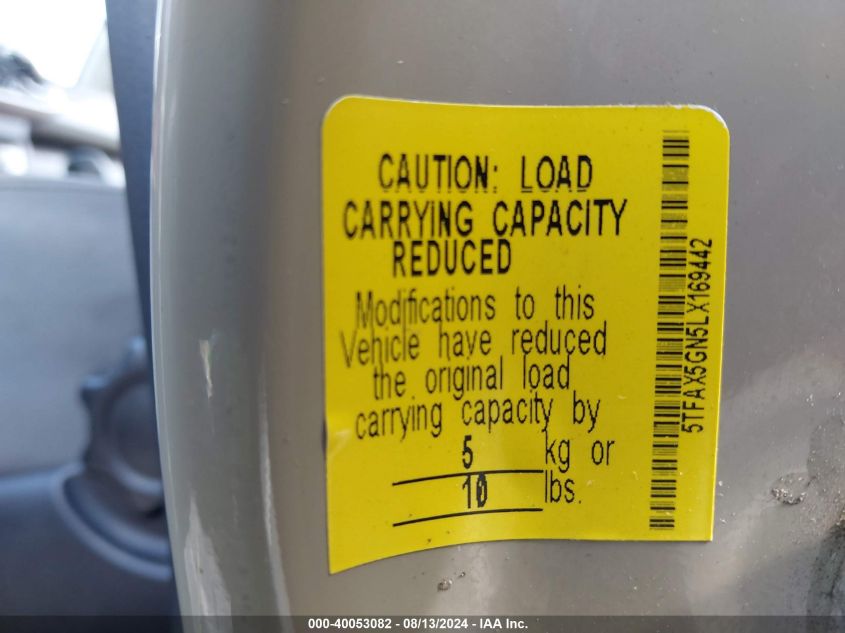 CAUTION: LOAD
CARRYING CAPACITY
REDUCED
Modifications to this
Vehicle have reduced
the original load
carrying capacity by
5 kg or
10 lbs.
5TFAX5GN5LX169442
000-40053082 - 08/13/2024 - IAA Inc.